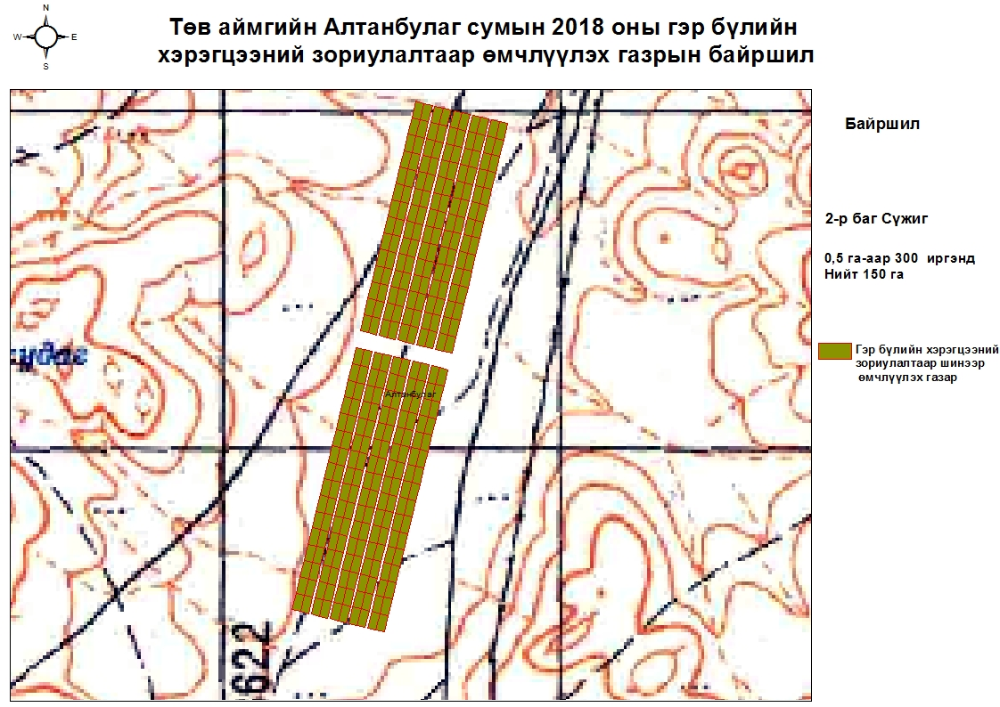 N
W E
S
Төв аймгийн Алтанбулаг сумын 2018 оны гэр бүлийн
хэрэгцээний зориулалтаар өмчлүүлэх газрын байршил
Байршил
2-р баг Сүжиг
0,5 га-аар 300 иргэнд
Нийт 150 га
Гэр бүлийн хэрэгцээний
зориулалтаар шинээр
өмчлүүлэх газар
Алтанбулаг
622